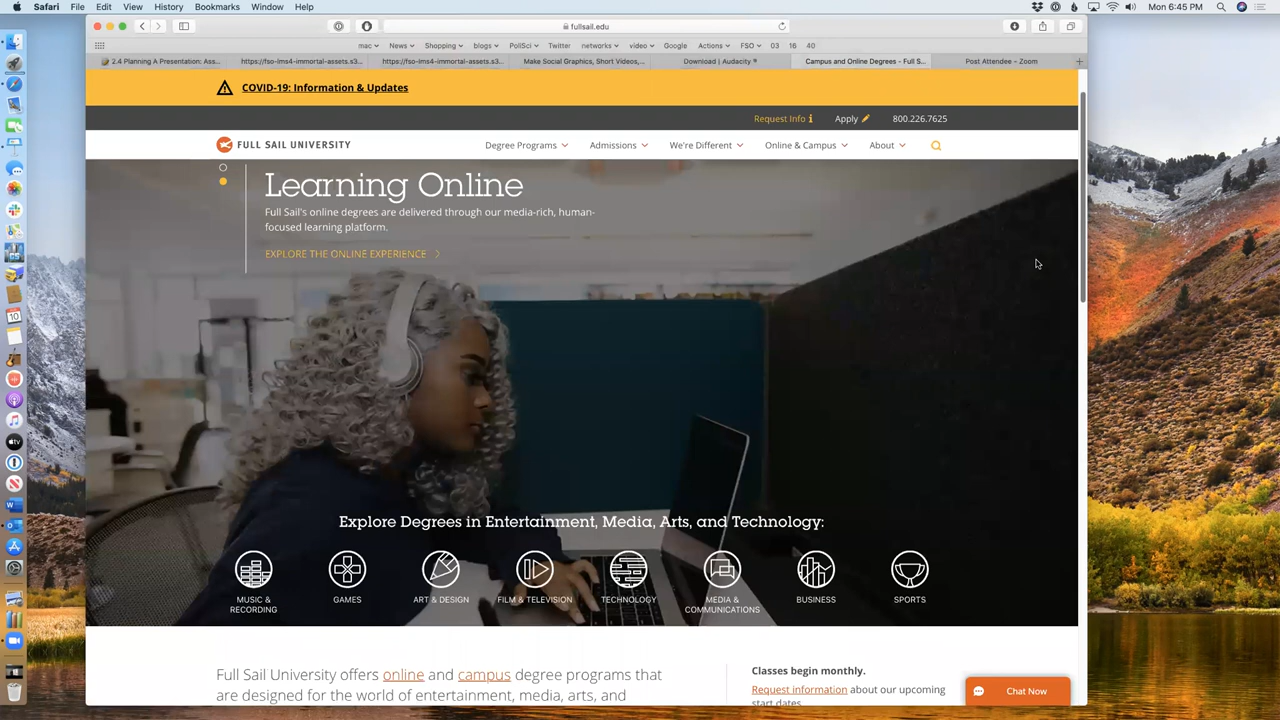 Safari File Edit View History Bookmarks Window Help
Mon 6:45 PM
fullsail.edu
mac News Shopping blogs PoliSci Twitter networks video Google Actions FSO 03 16 40
2.4 Planning A Presentation: Ass... https://fso-lms4-immortal-assets.s3... https://fso-lms4-immortal-assets.s3... Make Social Graphics, Short Videos,... Download | Audacity ® Campus and Online Degrees - Full S... Post Attendee - Zoom
COVID-19: Information & Updates
Request Info Apply 800.226.7625
FULL SAIL UNIVERSITY Degree Programs Admissions We're Different Online & Campus About
Learning Online
Full Sail's online degrees are delivered through our media-rich, human-
focused learning platform.
EXPLORE THE ONLINE EXPERIENCE
Explore Degrees in Entertainment, Media, Arts, and Technology:
MUSIC & RECORDING
GAMES
ART & DESIGN
FILM & TELEVISION
TECHNOLOGY
MEDIA & COMMUNICATIONS
BUSINESS
SPORTS
Full Sail University offers online and campus degree programs that
are designed for the world of entertainment, media, arts, and
Classes begin monthly.
Request information about our upcoming
start dates
Chat Now